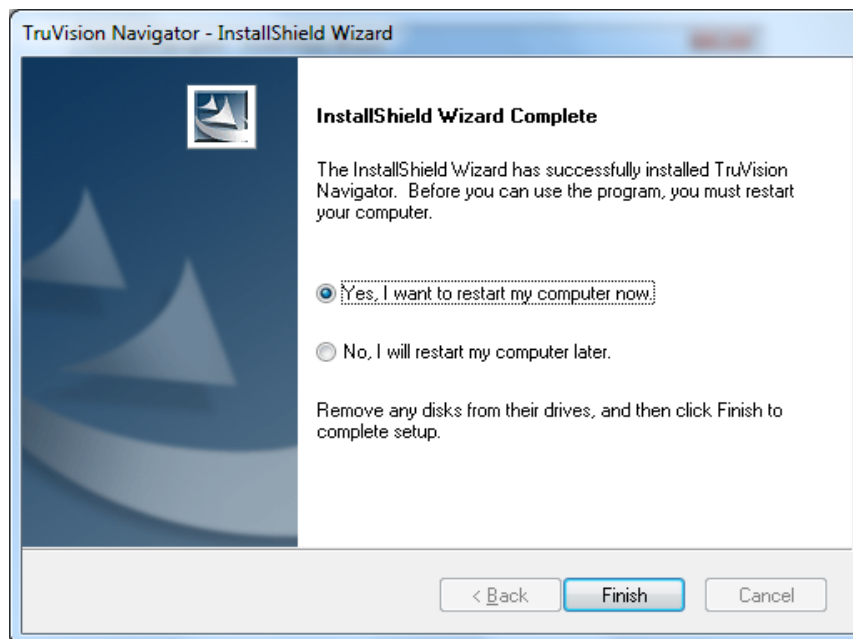 TruVision Navigator - InstallShield Wizard
InstallShield Wizard Complete
The InstallShield Wizard has successfully installed TruVision
Navigator. Before you can use the program, you must restart
your computer.
Yes, I want to restart my computer now.
No, I will restart my computer later.
Remove any disks from their drives, and then click Finish to
complete setup.
< Back Finish Cancel